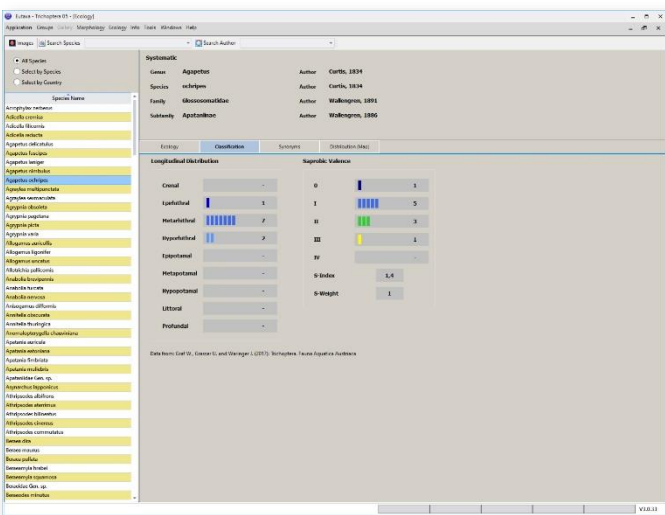 Eutaxa - Trichoptera 05 - [Ecology]
Application Groups Gallery Morphology Ecology Info Tools Windows Help
Images Search Species Search Author
All Species
Select by Species
Select by Country
Species Name
Acrophylax zerberus
Adicella cremisa
Adicella filicornis
Adicella reducta
Agapetus delicatulus
Agapetus fuscipes
Agapetus laniger
Agapetus nimbulus
Agapetus ochripes
Agraylea multipunctata
Agraylea sexmaculata
Agrypnia obsoleta
Agrypnia pagetana
Agrypnia picta
Agrypnia varia
Allogamus auricollis
Allogamus ligonifer
Allogamus uncatus
Allotrichia pallicornis
Anabolia brevipennis
Anabolia furcata
Anabolia nervosa
Anisogamus difformis
Annitella obscurata
Annitella thuringica
Anomalopterygella chauviniana
Apatania auricula
Apatania eatoniana
Apatania fimbriata
Apatania muliebris
Apataniidae Gen. sp.
Asynarchus lapponicus
Athripsodes albifrons
Athripsodes aterrimus
Athripsodes bilineatus
Athripsodes cinereus
Athripsodes commutatus
Beraea dira
Beraea maurus
Beraea pullata
Beraeamyia hrabei
Beraeamyia squamosa
Beraeidae Gen. sp.
Beraeodes minutus
Systematic
Genus Agapetus Author Curtis, 1834
Species ochripes Author Curtis, 1834
Family Glossosomatidae Author Wallengren, 1891
Subfamily Apataniinae Author Wallengren, 1886
Ecology Classification Synonyms Distribution (Map)
Longitudinal Distribution Saprobic Valence
Crenal - 0 1
Epirhithral 1 I 5
Metarhithral 7 II 3
Hyporhithral 2 III 1
Epipotamal - IV -
Metapotamal - S-Index 1,4
Hypopotamal - S-Weight 1
Littoral -
Profundal -
Data from: Graf W., Grasser U. and Waringer J. (2017): Trichoptera. Fauna Aquatica Austriaca
V3.0.13